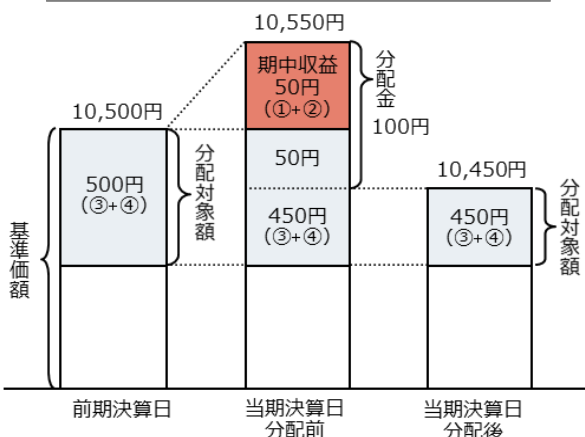 10,550円
期中収益
50円
(①+②)
分配金
100円
10,500円
500円
(③+④)
分配対象額
50円
450円
(③+④)
10,450円
450円
(③+④)
分配対象額
基準価額
前期決算日
当期決算日
分配前
当期決算日
分配後